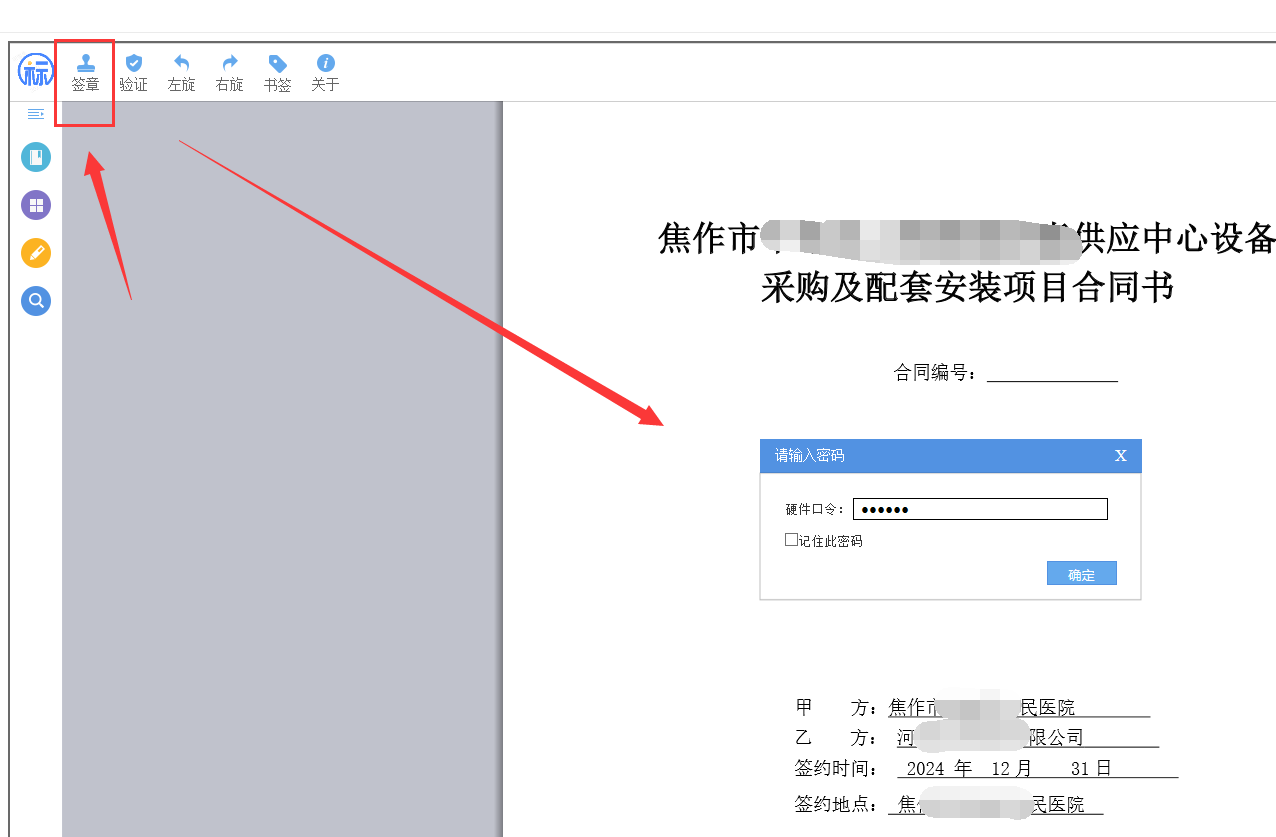 标 签章 验证 左旋 右旋 书签 关于
焦作市 供应中心设备
采购及配套安装项目合同书
合同编号：
请输入密码 X
硬件口令： ●●●●●●
记住此密码
确定
甲 方：焦作市 民医院
乙 方： 河 限公司
签约时间： 2024 年 12 月 31 日
签约地点： 焦 民医院